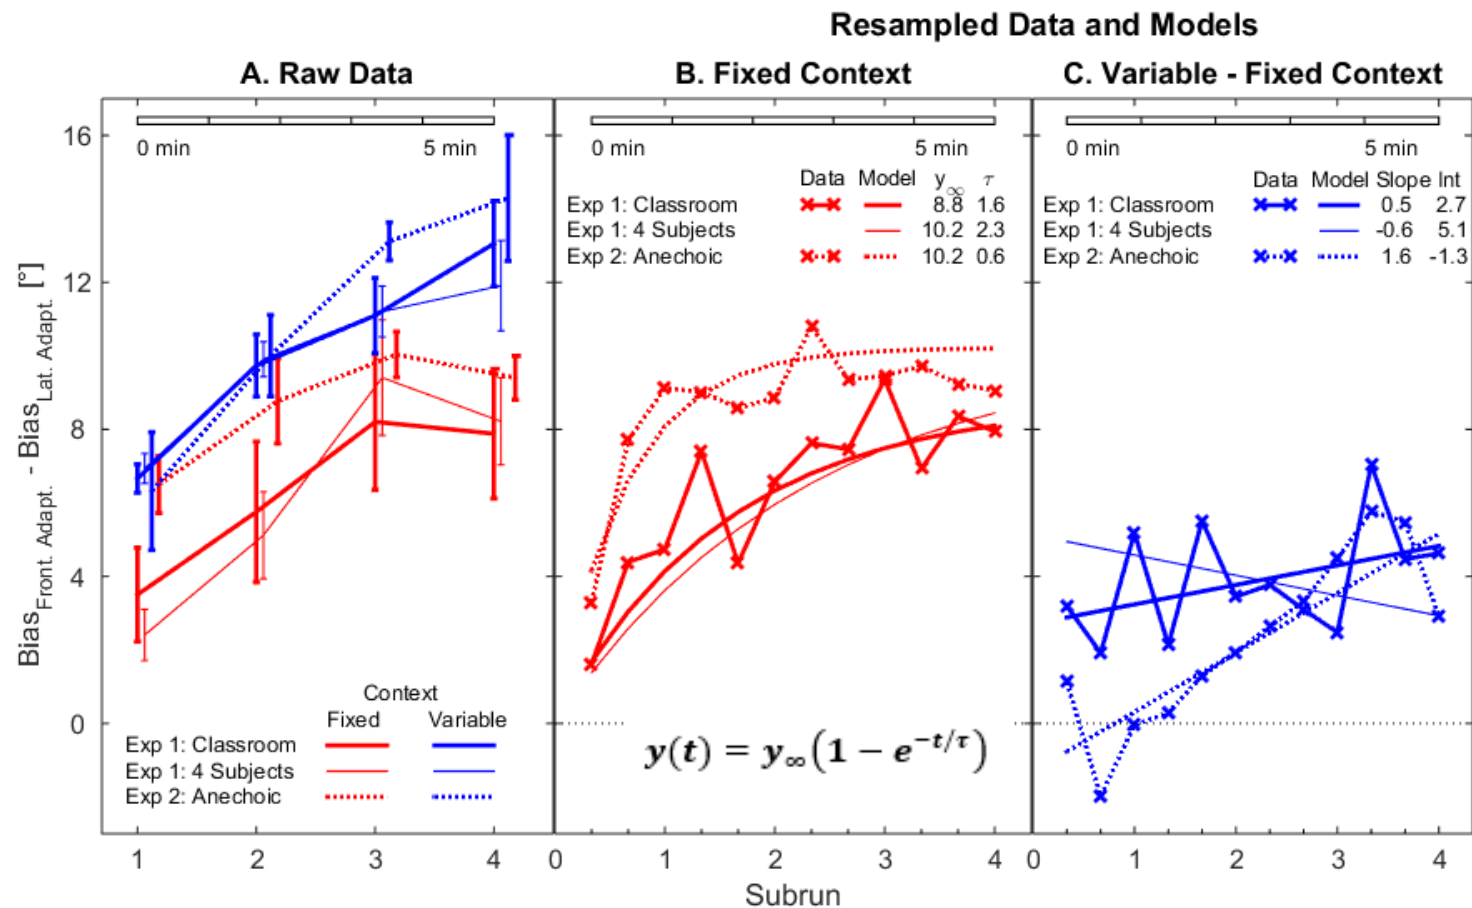 Resampled Data and Models
A. Raw Data
B. Fixed Context
C. Variable - Fixed Context
Bias_Front. Adapt. - Bias_Lat. Adapt. [°]
16
12
8
4
0
0 min 5 min
Context
Fixed Variable
Exp 1: Classroom
Exp 1: 4 Subjects
Exp 2: Anechoic
1 2 3 4
0 min 5 min
Data Model y∞ τ
Exp 1: Classroom 8.8 1.6
Exp 1: 4 Subjects 10.2 2.3
Exp 2: Anechoic 10.2 0.6
y(t) = y∞(1 − e^{−t/τ})
0 1 2 3 4
0 min 5 min
Data Model Slope Int
Exp 1: Classroom 0.5 2.7
Exp 1: 4 Subjects -0.6 5.1
Exp 2: Anechoic 1.6 -1.3
0 1 2 3 4
Subrun